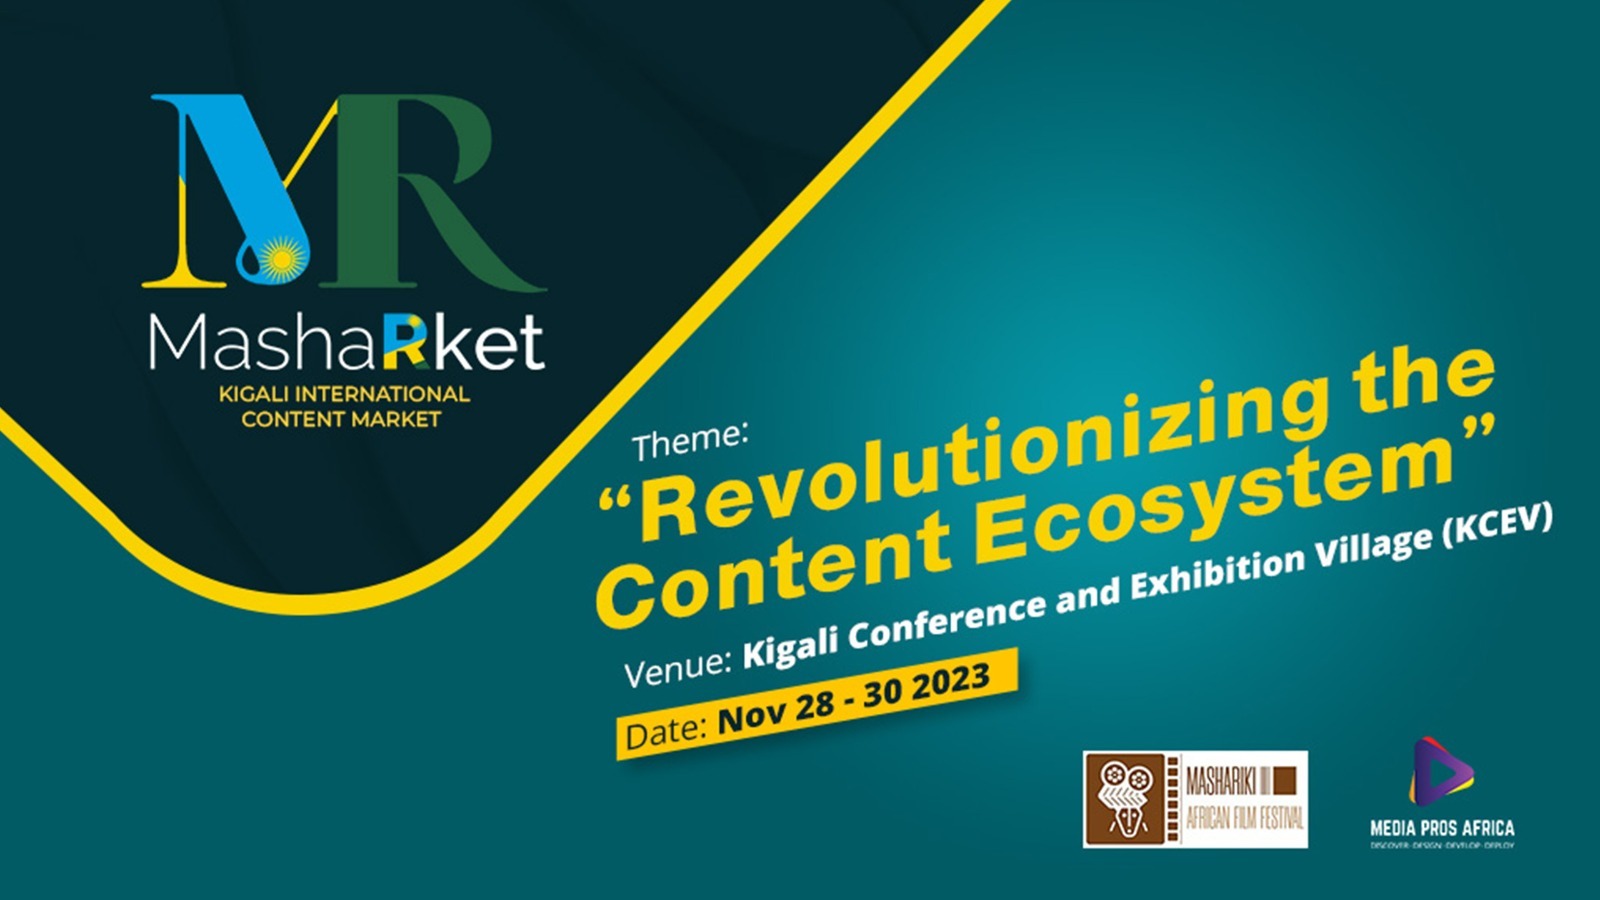 MR
MashaRket
KIGALI INTERNATIONAL
CONTENT MARKET
Theme:
“Revolutionizing the
Content Ecosystem”
Venue: Kigali Conference and Exhibition Village (KCEV)
Date: Nov 28 - 30 2023
MASHARIKI
AFRICAN FILM FESTIVAL
MEDIA PROS AFRICA
DISCOVER-DESIGN-DEVELOP-DEPLOY